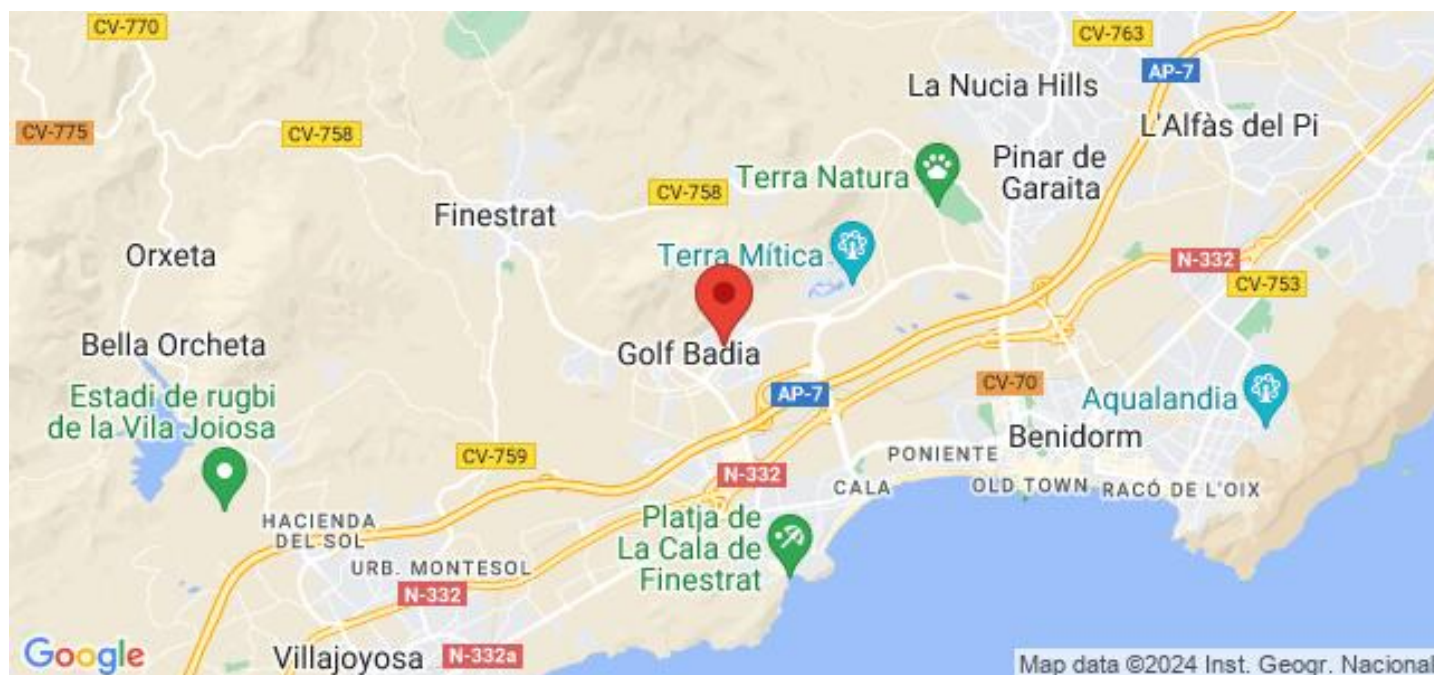 CV-770
CV-763
AP-7
La Nucia Hills
CV-775
CV-758
L'Alfàs del Pi
Terra Natura
Pinar de
Garaita
CV-758
Finestrat
Orxeta
Terra Mítica
N-332
CV-753
Bella Orcheta
Golf Badia
Estadi de rugbi
de la Vila Joiosa
AP-7
CV-70
Aqualandia
Benidorm
CV-759
PONIENTE
N-332
CALA
OLD TOWN
RACÓ DE L'OIX
HACIENDA
DEL SOL
Platja de
La Cala de
Finestrat
URB. MONTESOL
N-332
Villajoyosa
N-332a
Google
Map data ©2024 Inst. Geogr. Nacional